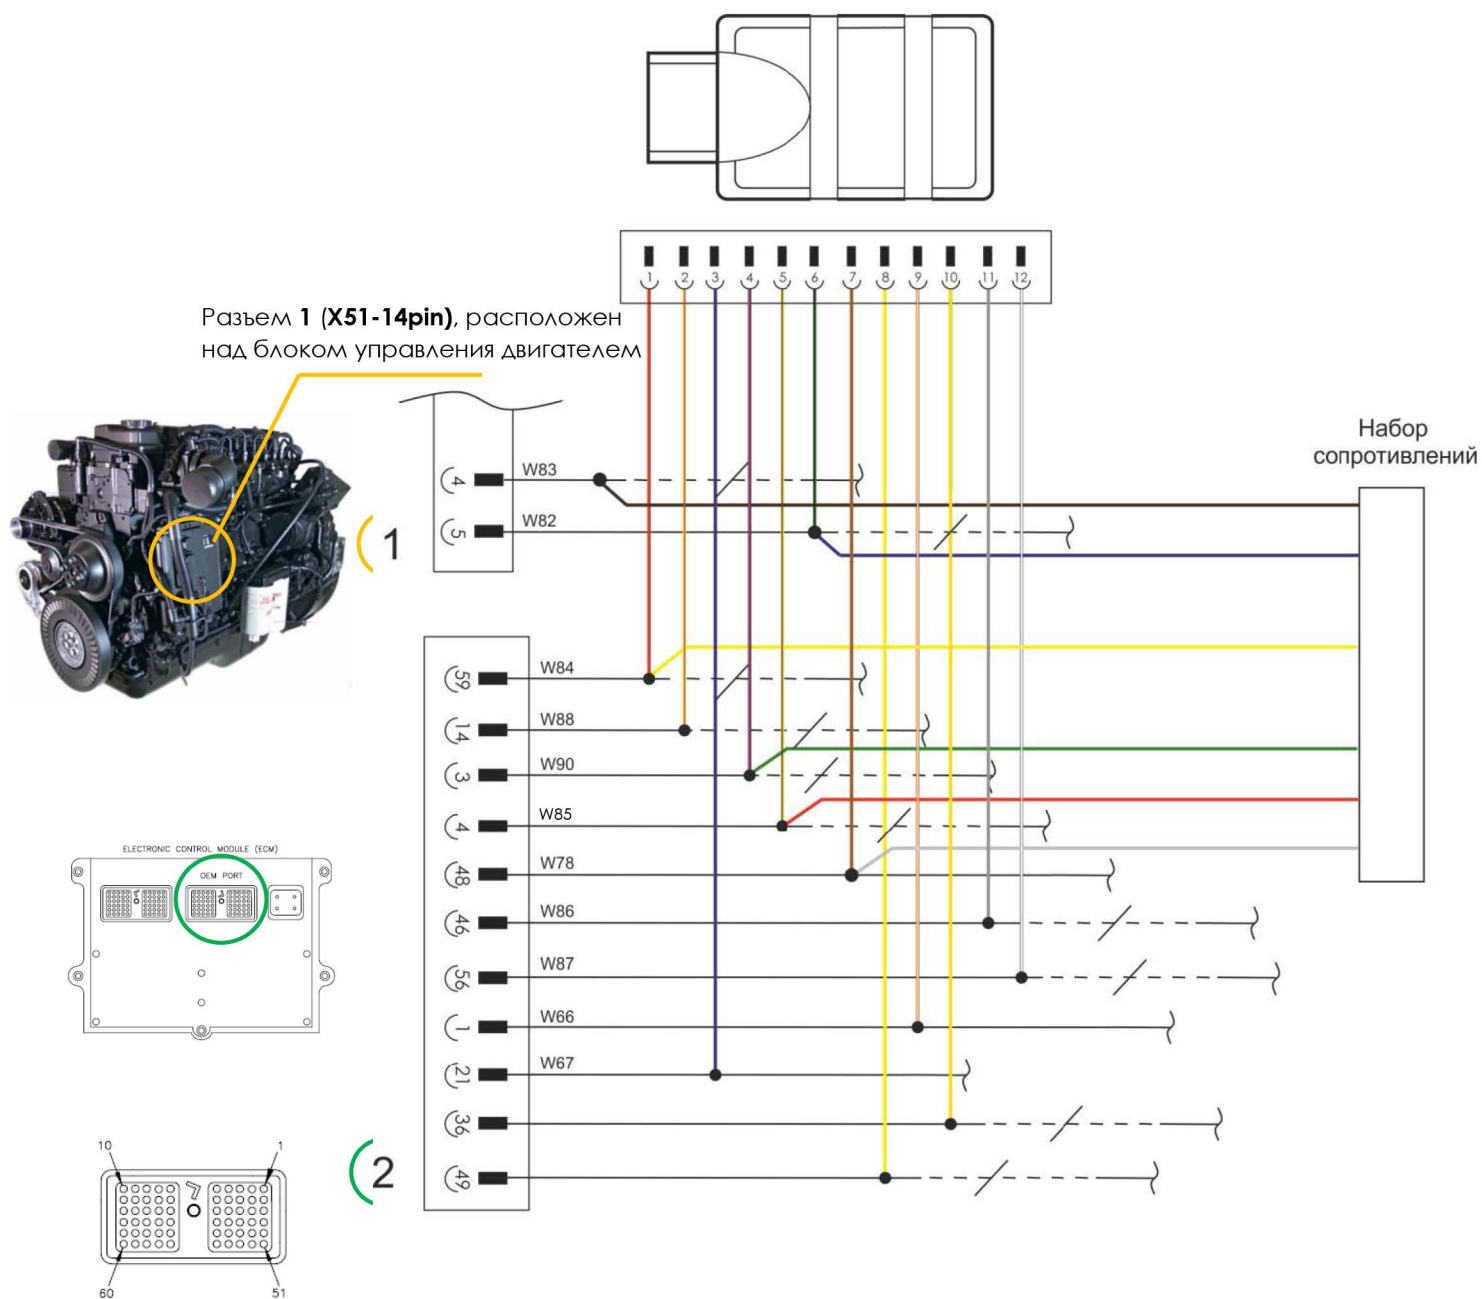 1 2 3 4 5 6 7 8 9 10 11 12
Разъем 1 (X51-14pin), расположен
над блоком управления двигателем
Набор
сопротивлений
1
4 W83
5 W82
59 W84
14 W88
3 W90
4 W85
48 W78
46 W86
56 W87
1 W66
21 W67
36
49
ELECTRONIC CONTROL MODULE (ECM)
OEM PORT
2
10 1
60 51